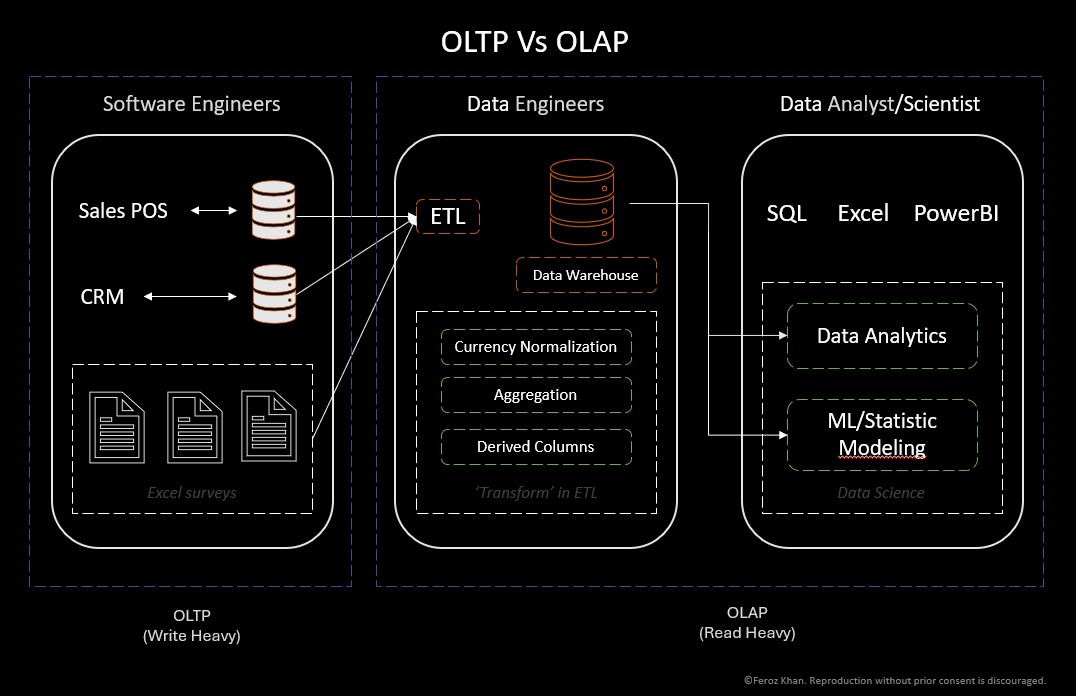 OLTP Vs OLAP
Software Engineers
Sales POS
CRM
Excel surveys
OLTP
(Write Heavy)
Data Engineers
ETL
Data Warehouse
Currency Normalization
Aggregation
Derived Columns
‘Transform’ in ETL
Data Analyst/Scientist
SQL Excel PowerBI
Data Analytics
ML/Statistic
Modeling
Data Science
OLAP
(Read Heavy)
©Feroz Khan. Reproduction without prior consent is discouraged.